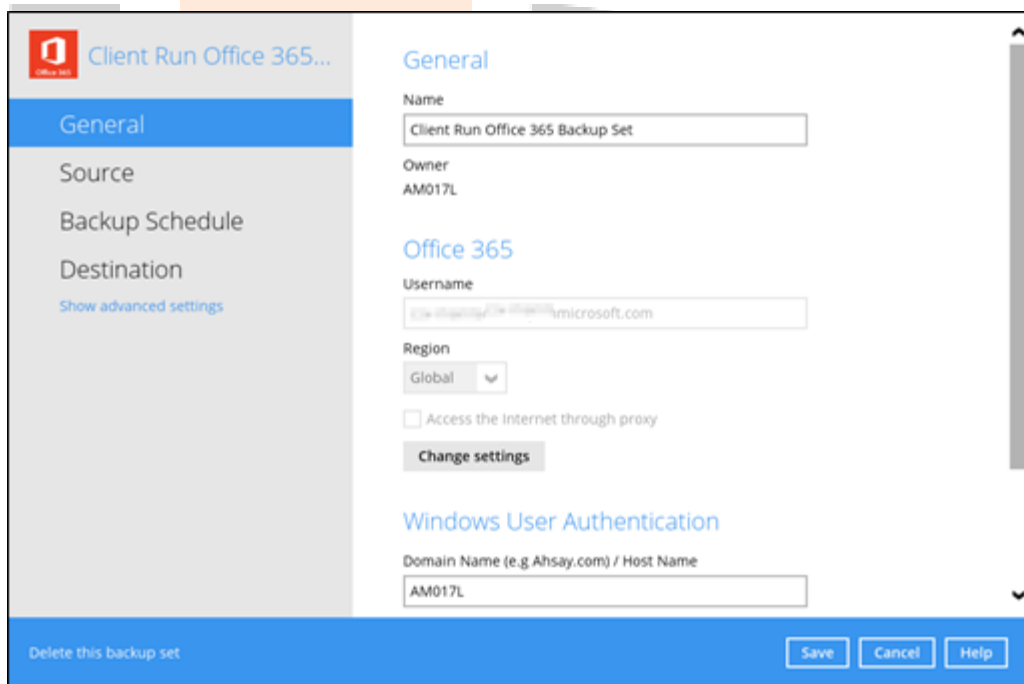 Office 365
Client Run Office 365...
General
Source
Backup Schedule
Destination
Show advanced settings
General
Name
Client Run Office 365 Backup Set
Owner
AM017L
Office 365
Username
microsoft.com
Region
Global
Access the Internet through proxy
Change settings
Windows User Authentication
Domain Name (e.g Ahsay.com) / Host Name
AM017L
Delete this backup set
Save Cancel Help